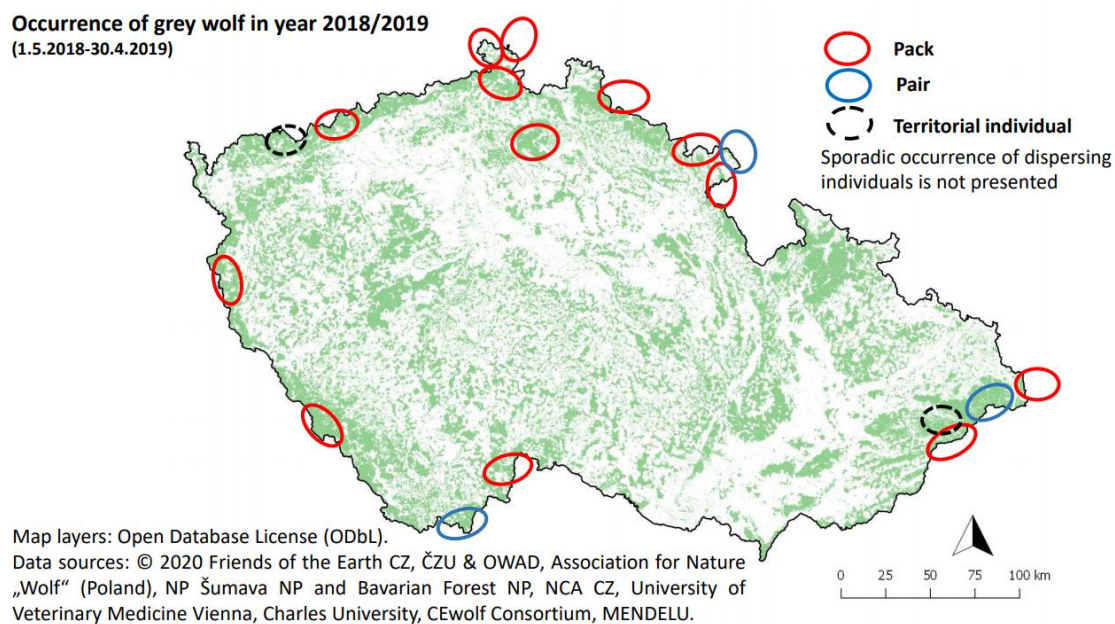 Occurrence of grey wolf in year 2018/2019
(1.5.2018-30.4.2019)
Pack
Pair
Territorial individual
Sporadic occurrence of dispersing
individuals is not presented
Map layers: Open Database License (ODbL).
Data sources: © 2020 Friends of the Earth CZ, ČZU & OWAD, Association for Nature
„Wolf“ (Poland), NP Šumava NP and Bavarian Forest NP, NCA CZ, University of
Veterinary Medicine Vienna, Charles University, CEwolf Consortium, MENDELU.
0 25 50 75 100 km